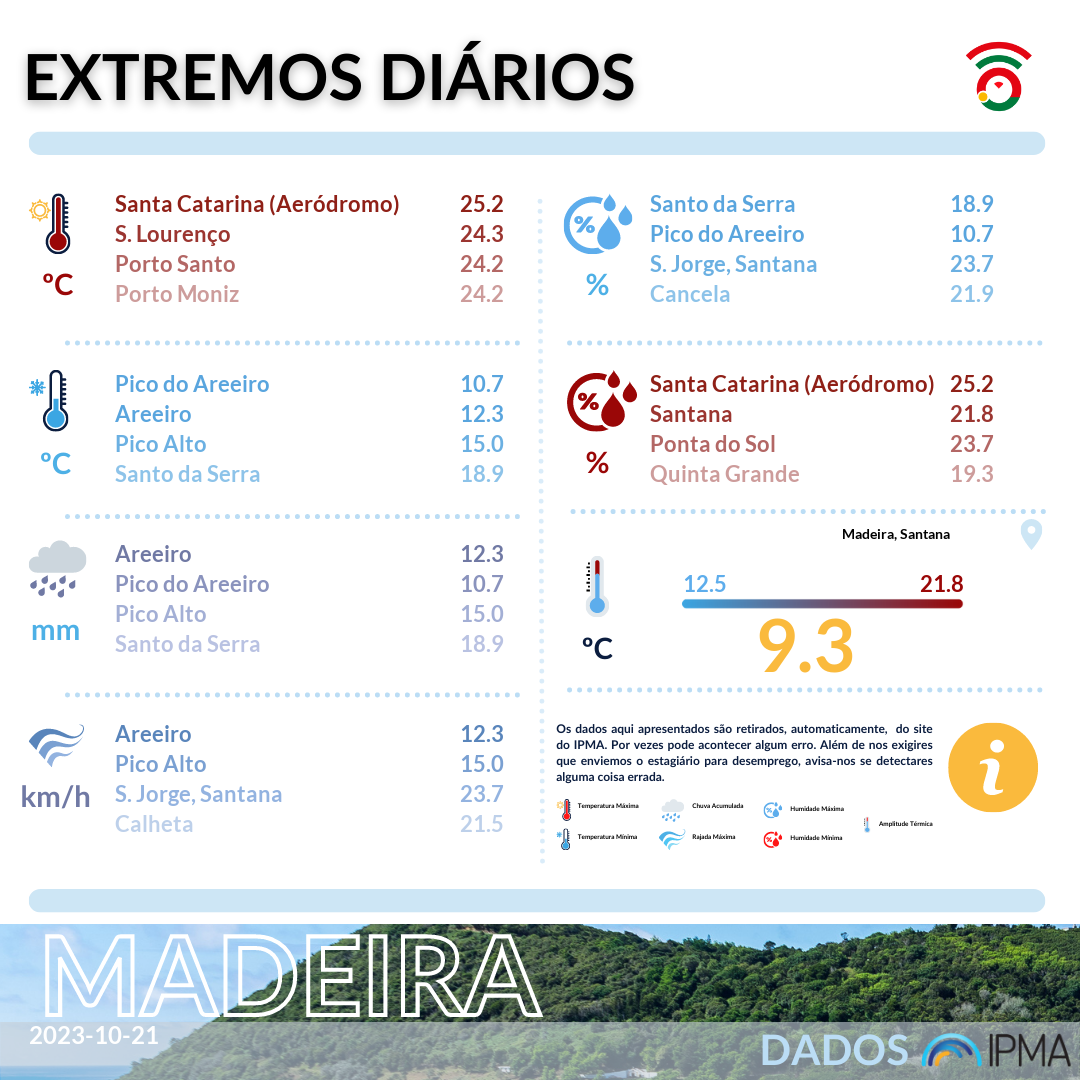 EXTREMOS DIÁRIOS
Santa Catarina (Aeródromo) 25.2
S. Lourenço 24.3
Porto Santo 24.2
Porto Moniz 24.2
ºC
Pico do Areeiro 10.7
Areeiro 12.3
Pico Alto 15.0
Santo da Serra 18.9
ºC
Areeiro 12.3
Pico do Areeiro 10.7
Pico Alto 15.0
Santo da Serra 18.9
mm
Areeiro 12.3
Pico Alto 15.0
S. Jorge, Santana 23.7
Calheta 21.5
km/h
%
Santo da Serra 18.9
Pico do Areeiro 10.7
S. Jorge, Santana 23.7
Cancela 21.9
%
%
Santa Catarina (Aeródromo) 25.2
Santana 21.8
Ponta do Sol 23.7
Quinta Grande 19.3
%
Madeira, Santana
12.5 21.8
9.3
ºC
Os dados aqui apresentados são retirados, automaticamente, do site
do IPMA. Por vezes pode acontecer algum erro. Além de nos exigires
que enviemos o estagiário para desemprego, avisa-nos se detectares
alguma coisa errada.
i
Temperatura Máxima
Chuva Acumulada
Humidade Máxima
Amplitude Térmica
Temperatura Mínima
Rajada Máxima
Humidade Mínima
MADEIRA
2023-10-21
DADOS IPMA